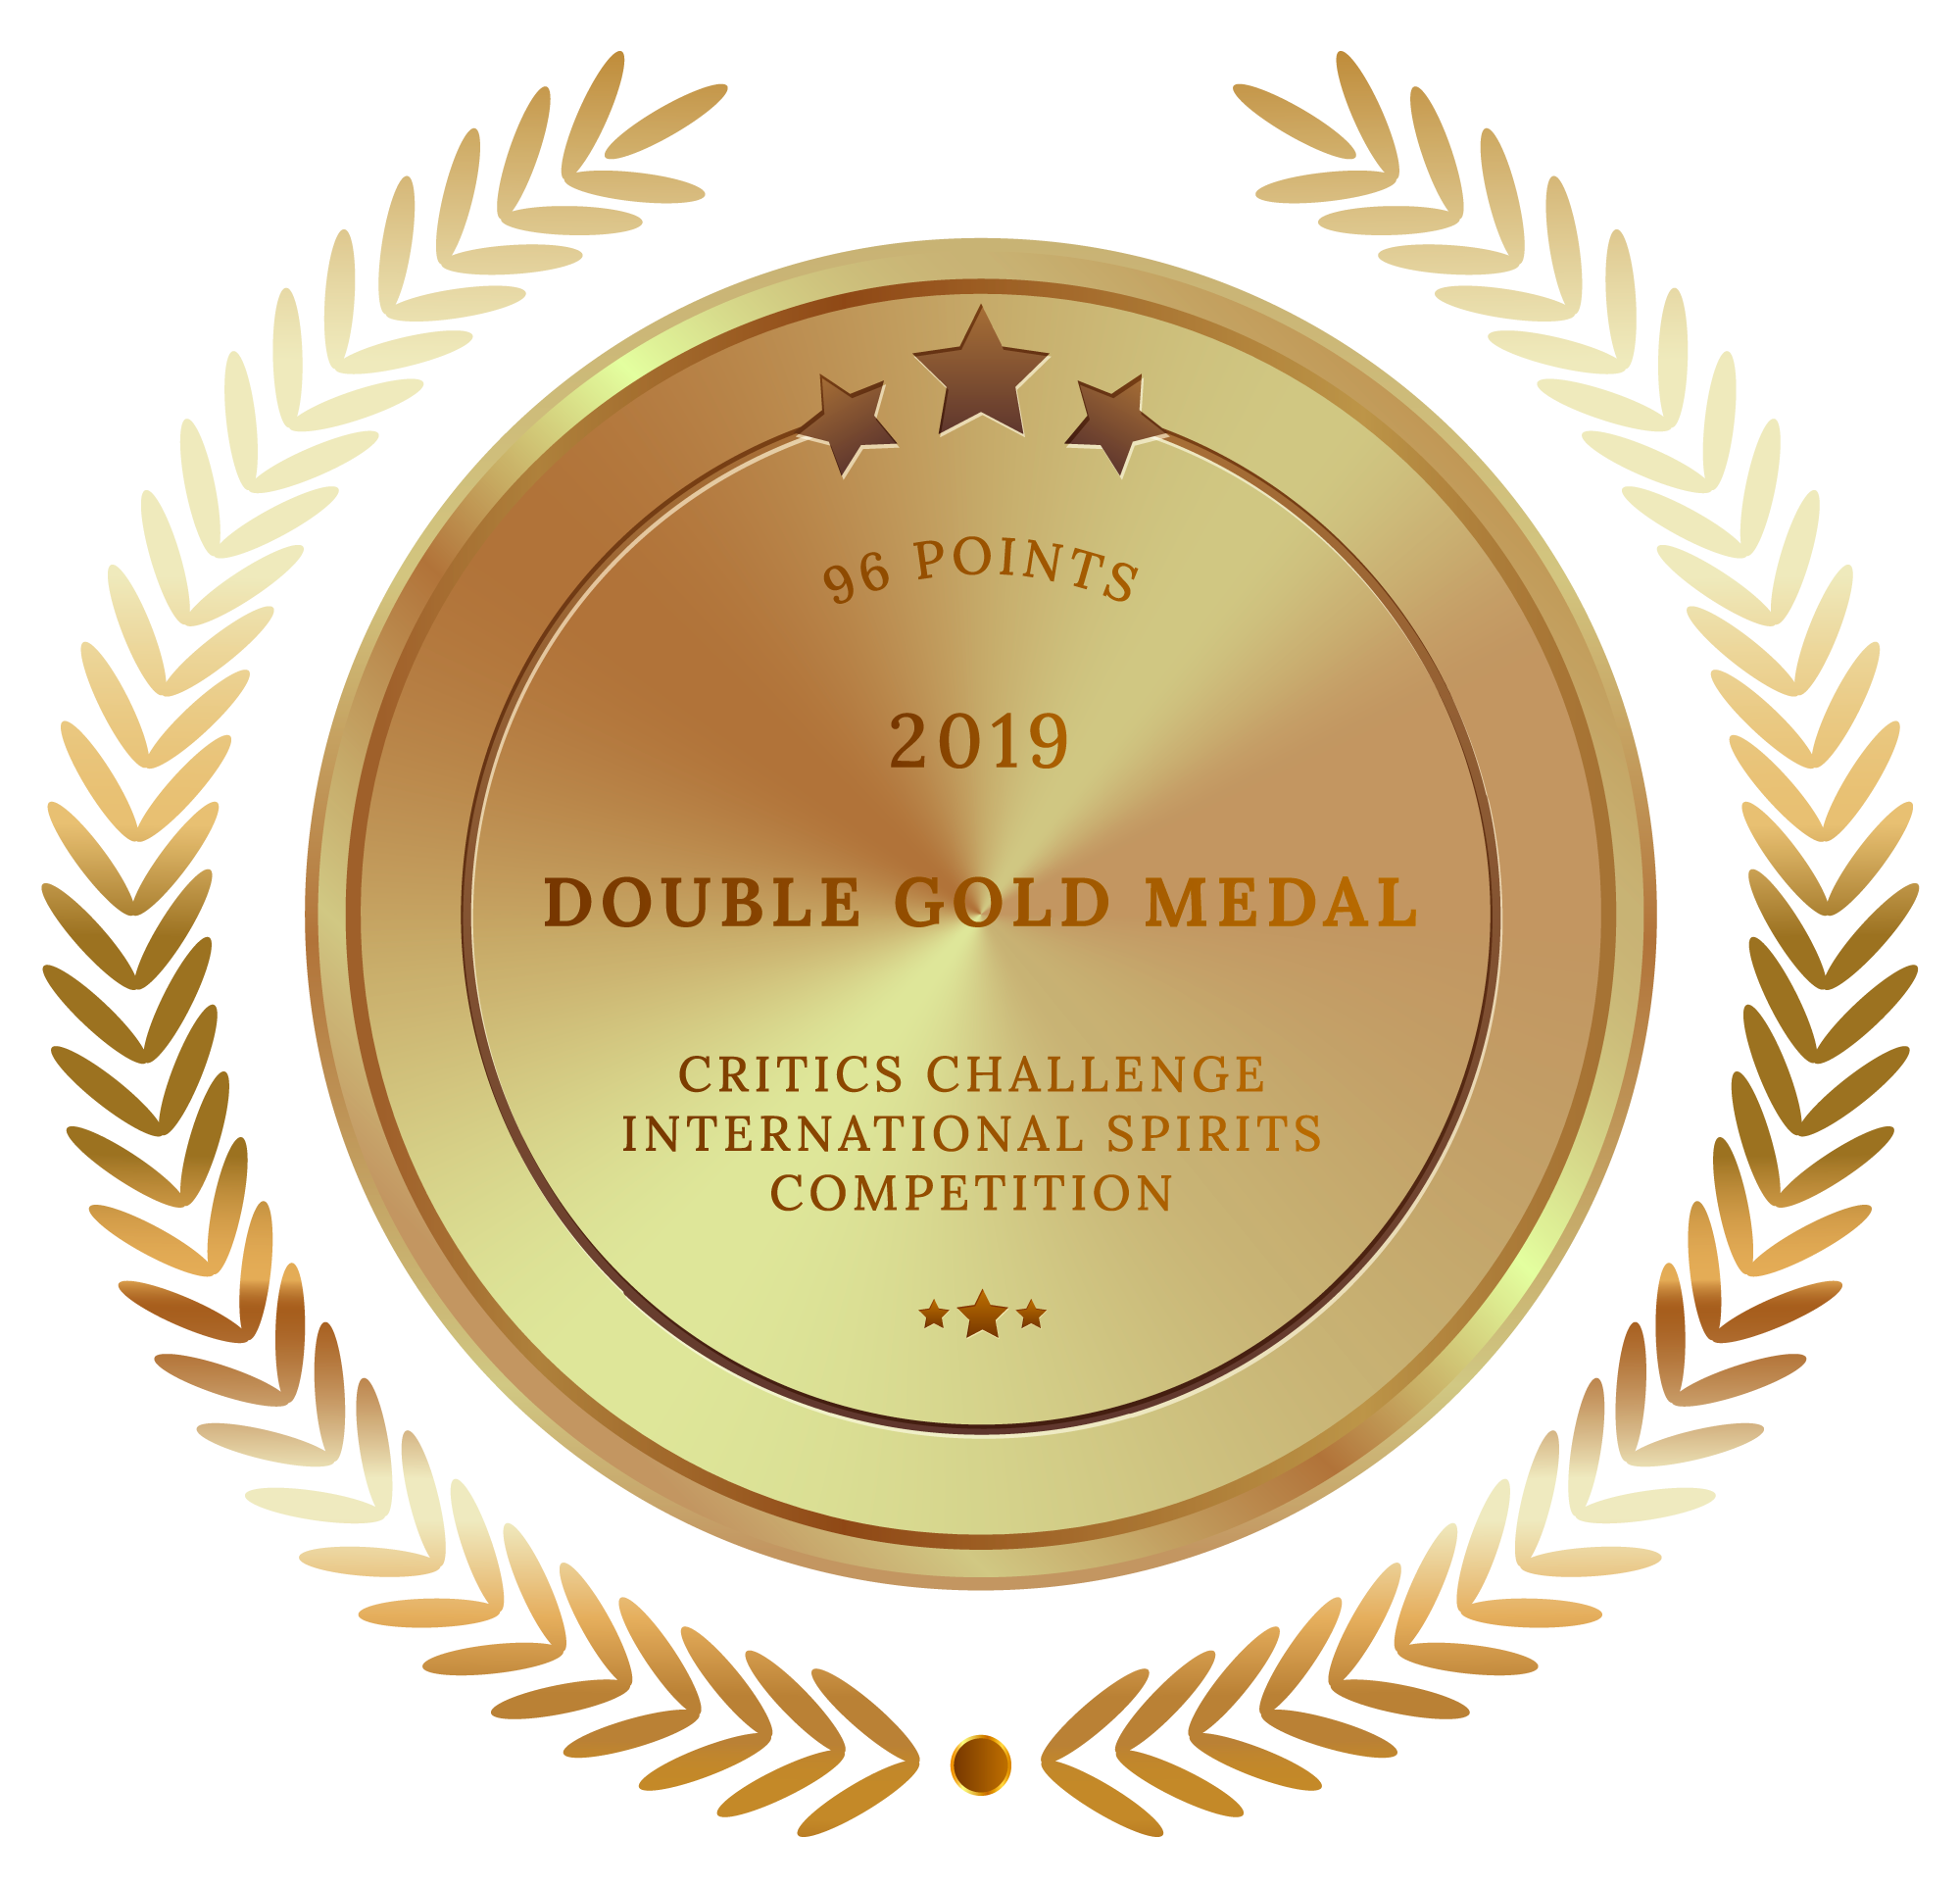 96 POINTS
2019
DOUBLE GOLD MEDAL
CRITICS CHALLENGE
INTERNATIONAL SPIRITS
COMPETITION